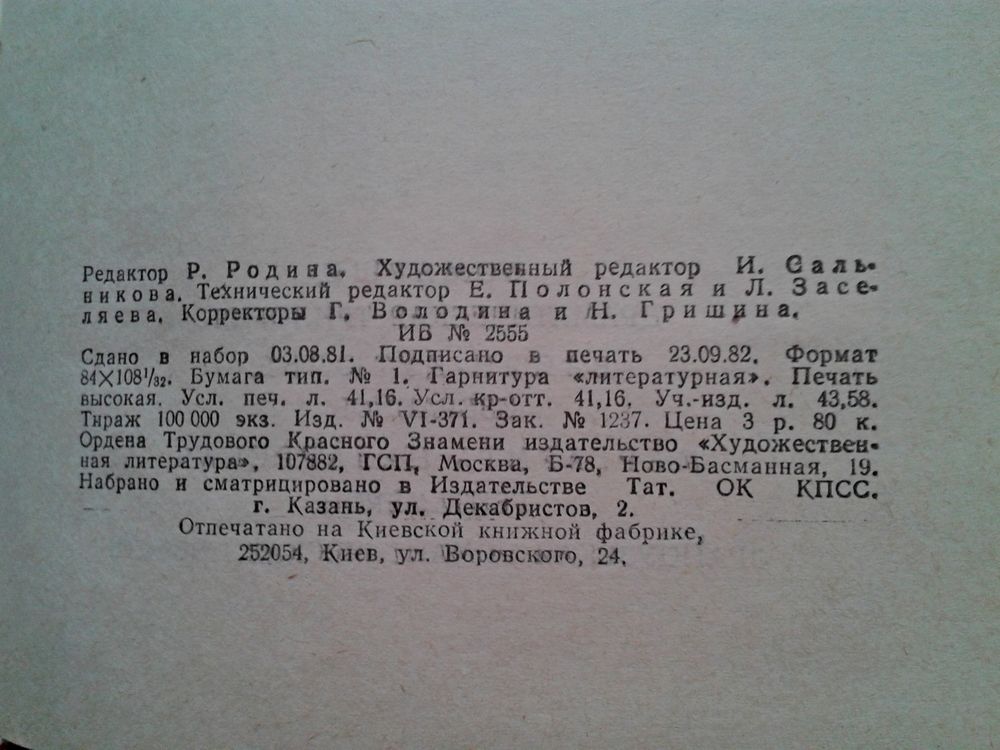 Редактор Р. Родина. Художественный редактор И. Саль-
никова. Технический редактор Е. Полонская и Л. Засе-
ляева. Корректоры Г. Володина и Н. Гришина.
ИБ № 2555
Сдано в набор 03.08.81. Подписано в печать 23.09.82. Формат
84×108¹/₃₂. Бумага тип. № 1. Гарнитура «литературная». Печать
высокая. Усл. печ. л. 41,16. Усл. кр-отт. 41,16. Уч.-изд. л. 43,58.
Тираж 100 000 экз. Изд. № VI-371. Зак. № 1237. Цена 3 р. 80 к.
Ордена Трудового Красного Знамени издательство «Художествен-
ная литература», 107882, ГСП, Москва, Б-78, Ново-Басманная, 19.
Набрано и сматрицировано в Издательстве Тат. ОК КПСС.
г. Казань, ул. Декабристов, 2.
Отпечатано на Киевской книжной фабрике,
252054, Киев, ул. Воровского, 24.